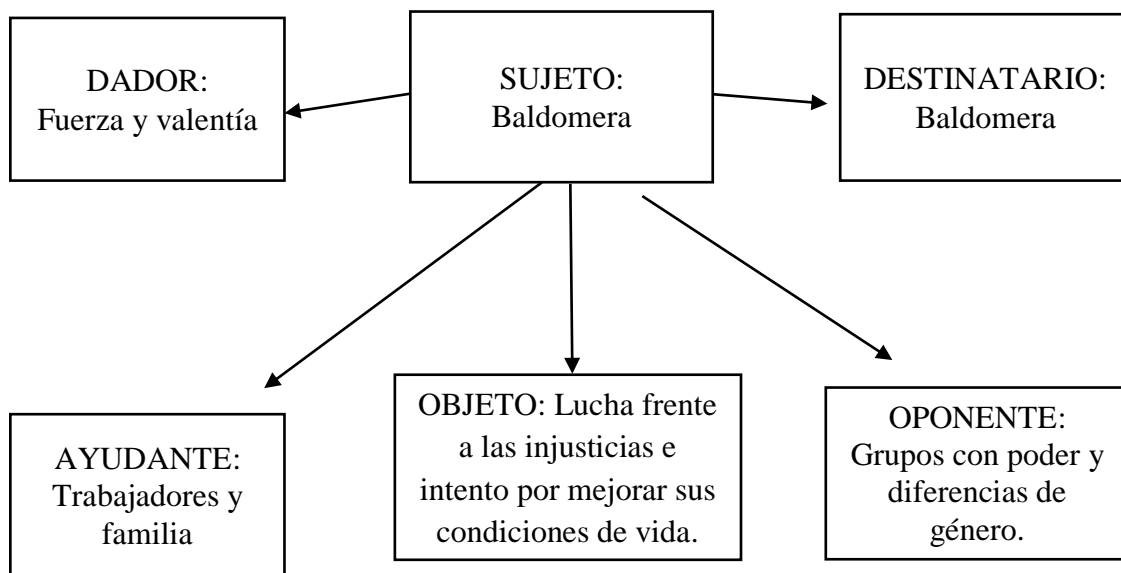 DADOR:
Fuerza y valentía
SUJETO:
Baldomera
DESTINATARIO:
Baldomera
AYUDANTE:
Trabajadores y
familia
OBJETO: Lucha frente
a las injusticias e
intento por mejorar sus
condiciones de vida.
OPONENTE:
Grupos con poder y
diferencias de
género.